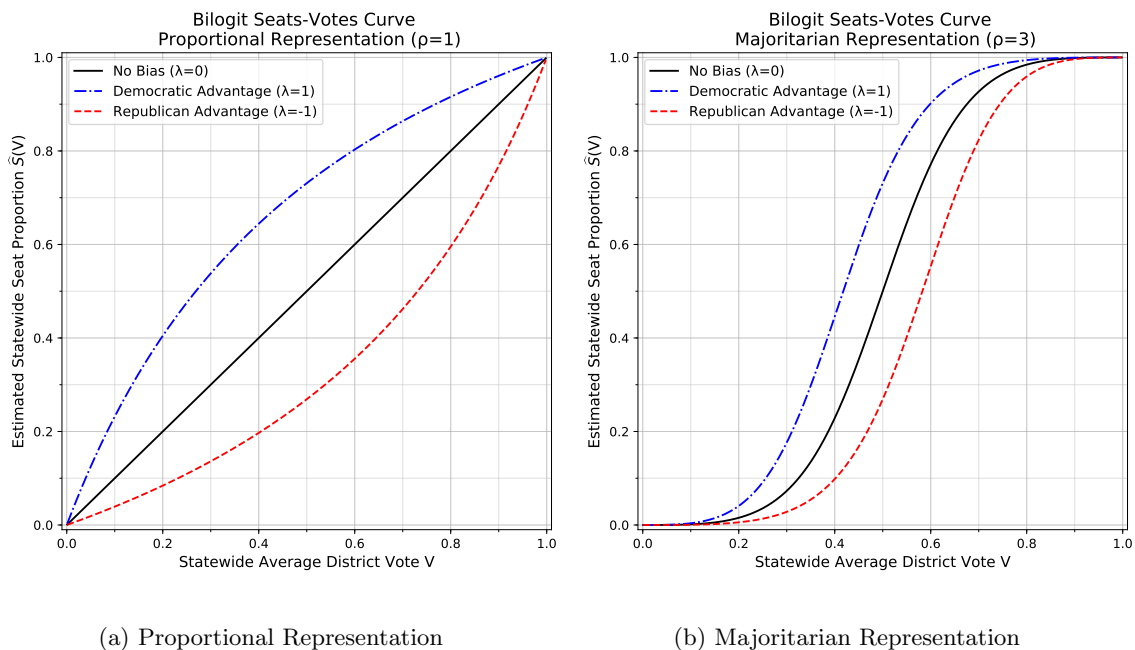 Bilogit Seats-Votes Curve
Proportional Representation (ρ=1)
No Bias (λ=0)
Democratic Advantage (λ=1)
Republican Advantage (λ=-1)
Estimated Statewide Seat Proportion Ŝ(V)
1.0
0.8
0.6
0.4
0.2
0.0
0.0 0.2 0.4 0.6 0.8 1.0
Statewide Average District Vote V
(a) Proportional Representation
Bilogit Seats-Votes Curve
Majoritarian Representation (ρ=3)
No Bias (λ=0)
Democratic Advantage (λ=1)
Republican Advantage (λ=-1)
Estimated Statewide Seat Proportion Ŝ(V)
1.0
0.8
0.6
0.4
0.2
0.0
0.0 0.2 0.4 0.6 0.8 1.0
Statewide Average District Vote V
(b) Majoritarian Representation